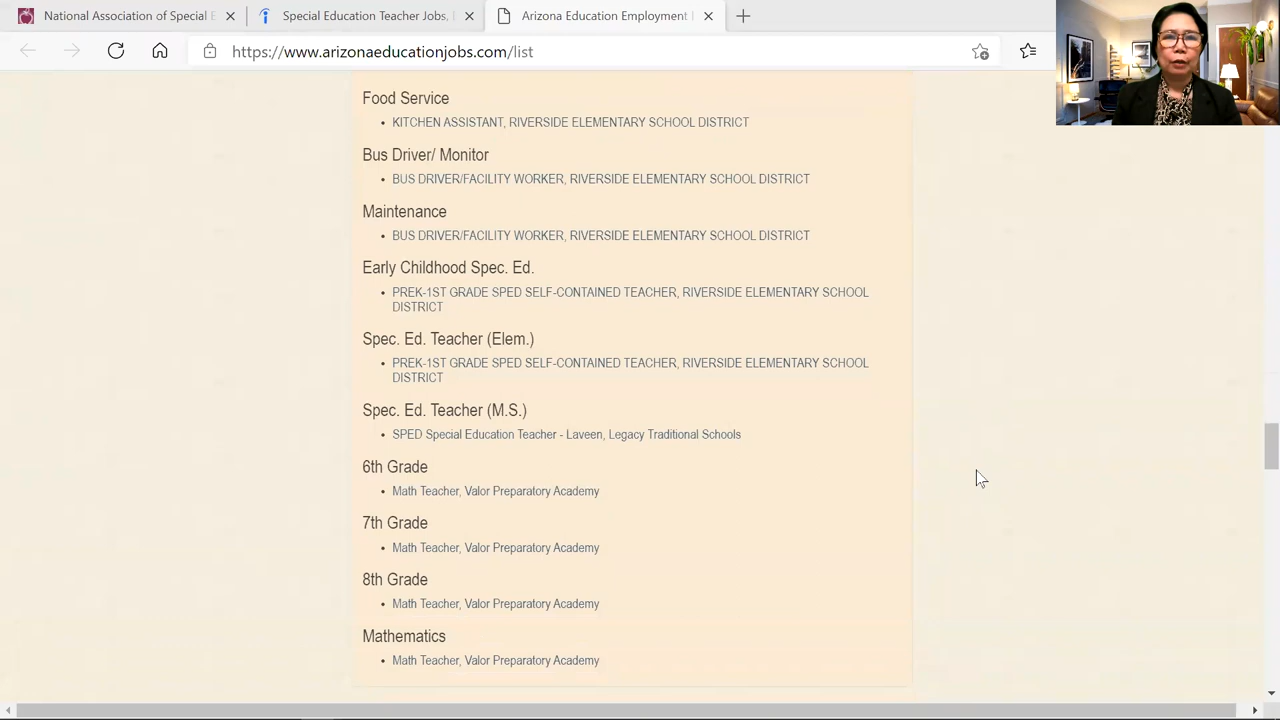 National Association of Special E
Special Education Teacher Jobs,
Arizona Education Employment
https://www.arizonaeducationjobs.com/list
Food Service
• KITCHEN ASSISTANT, RIVERSIDE ELEMENTARY SCHOOL DISTRICT
Bus Driver/ Monitor
• BUS DRIVER/FACILITY WORKER, RIVERSIDE ELEMENTARY SCHOOL DISTRICT
Maintenance
• BUS DRIVER/FACILITY WORKER, RIVERSIDE ELEMENTARY SCHOOL DISTRICT
Early Childhood Spec. Ed.
• PREK-1ST GRADE SPED SELF-CONTAINED TEACHER, RIVERSIDE ELEMENTARY SCHOOL
DISTRICT
Spec. Ed. Teacher (Elem.)
• PREK-1ST GRADE SPED SELF-CONTAINED TEACHER, RIVERSIDE ELEMENTARY SCHOOL
DISTRICT
Spec. Ed. Teacher (M.S.)
• SPED Special Education Teacher - Laveen, Legacy Traditional Schools
6th Grade
• Math Teacher, Valor Preparatory Academy
7th Grade
• Math Teacher, Valor Preparatory Academy
8th Grade
• Math Teacher, Valor Preparatory Academy
Mathematics
• Math Teacher, Valor Preparatory Academy